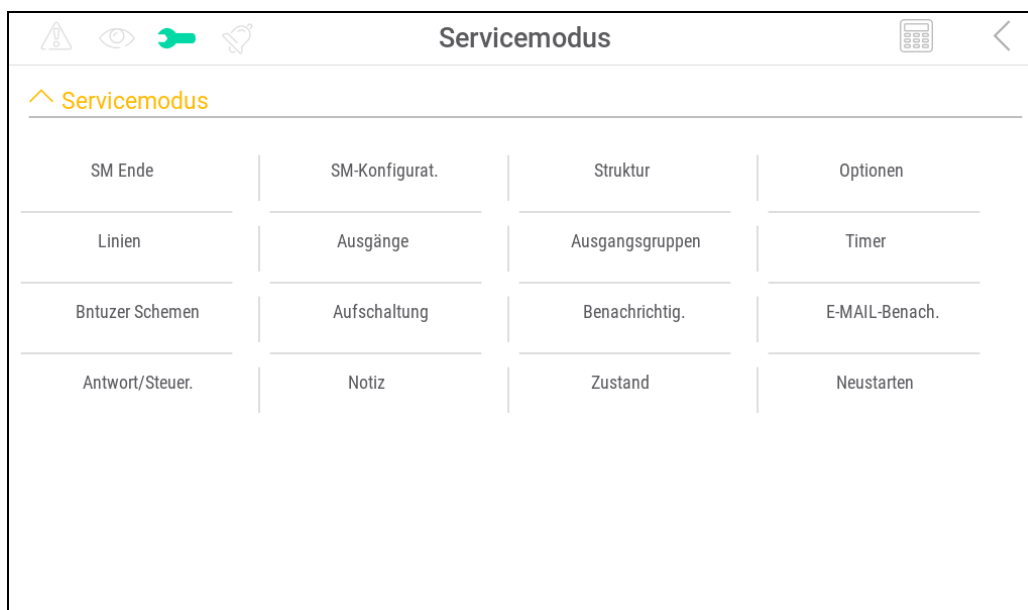 Servicemodus
Servicemodus
SM Ende SM-Konfigurat. Struktur Optionen
Linien Ausgänge Ausgangsgruppen Timer
Bntuzer Schemen Aufschaltung Benachrichtig. E-MAIL-Benach.
Antwort/Steuer. Notiz Zustand Neustarten